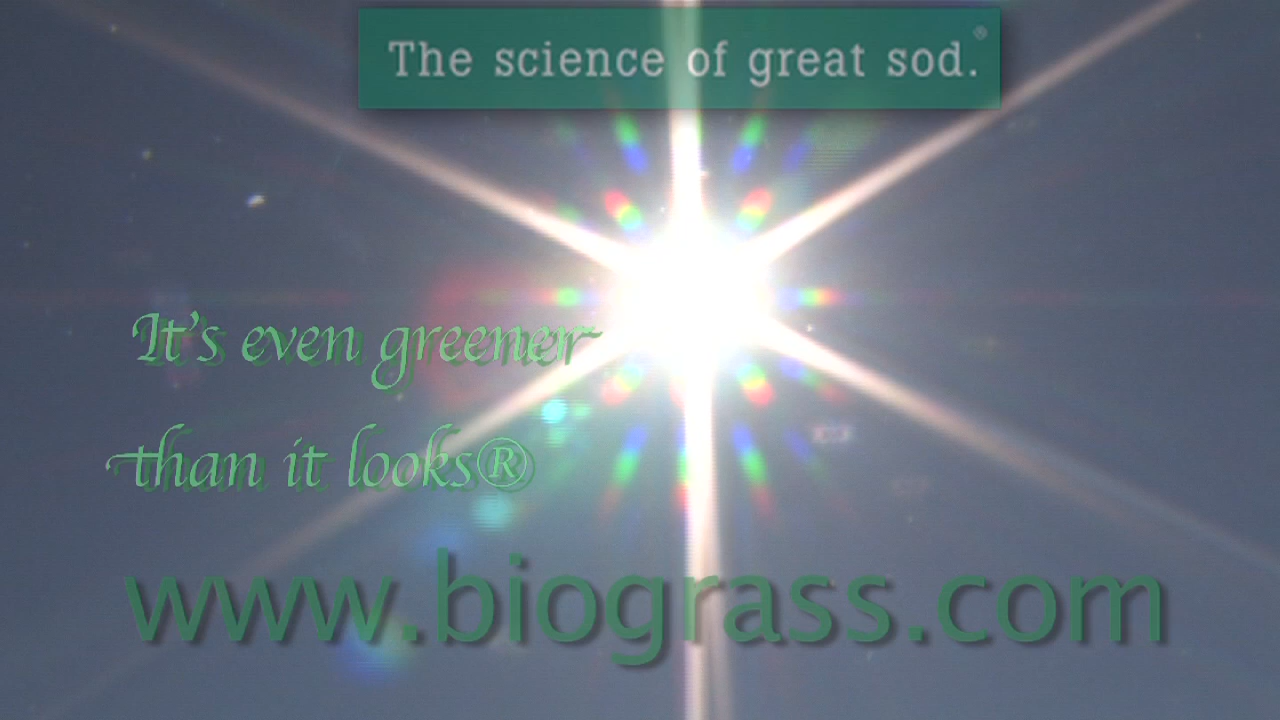 The science of great sod.®
It's even greener
than it looks®
www.biograss.com